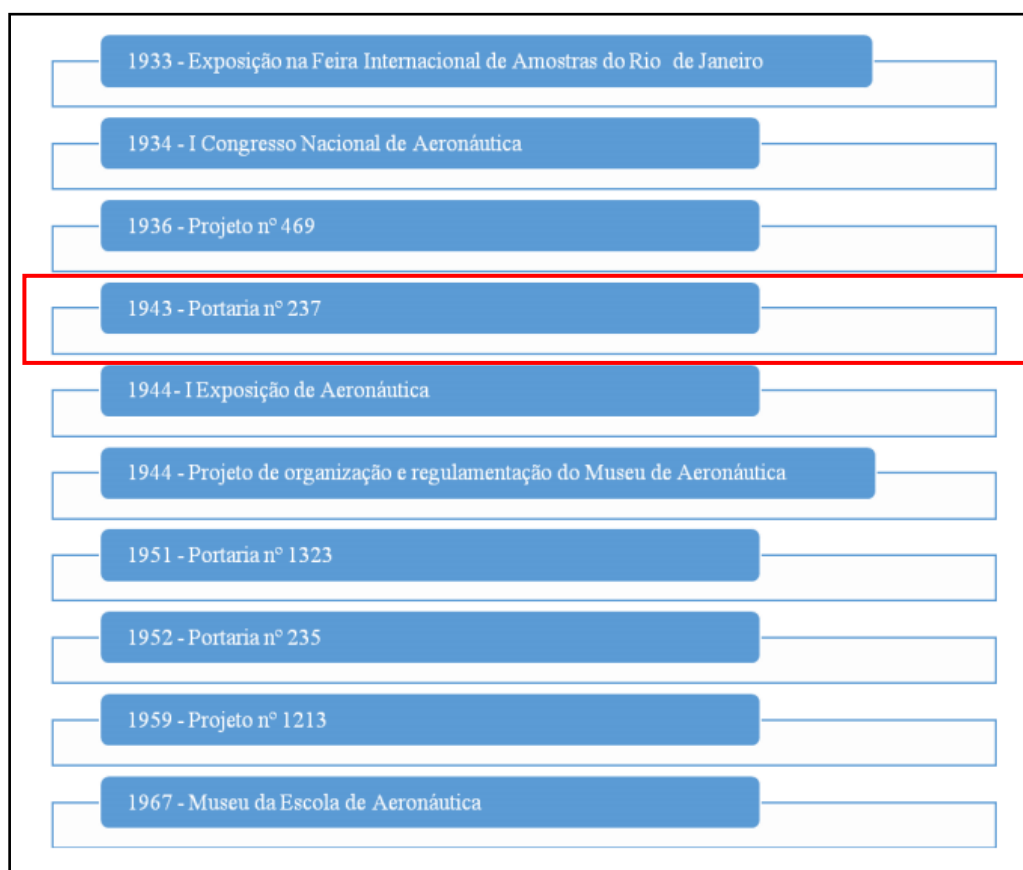 1933 - Exposição na Feira Internacional de Amostras do Rio de Janeiro
1934 - I Congresso Nacional de Aeronáutica
1936 - Projeto nº 469
1943 - Portaria nº 237
1944- I Exposição de Aeronáutica
1944 - Projeto de organização e regulamentação do Museu de Aeronáutica
1951 - Portaria nº 1323
1952 - Portaria nº 235
1959 - Projeto nº 1213
1967 - Museu da Escola de Aeronáutica